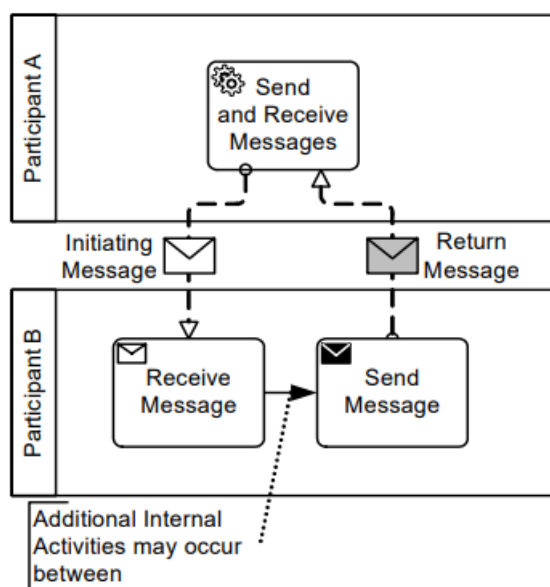 Participant A
Send
and Receive
Messages
Initiating
Message
Return
Message
Participant B
Receive
Message
Send
Message
Additional Internal
Activities may occur
between